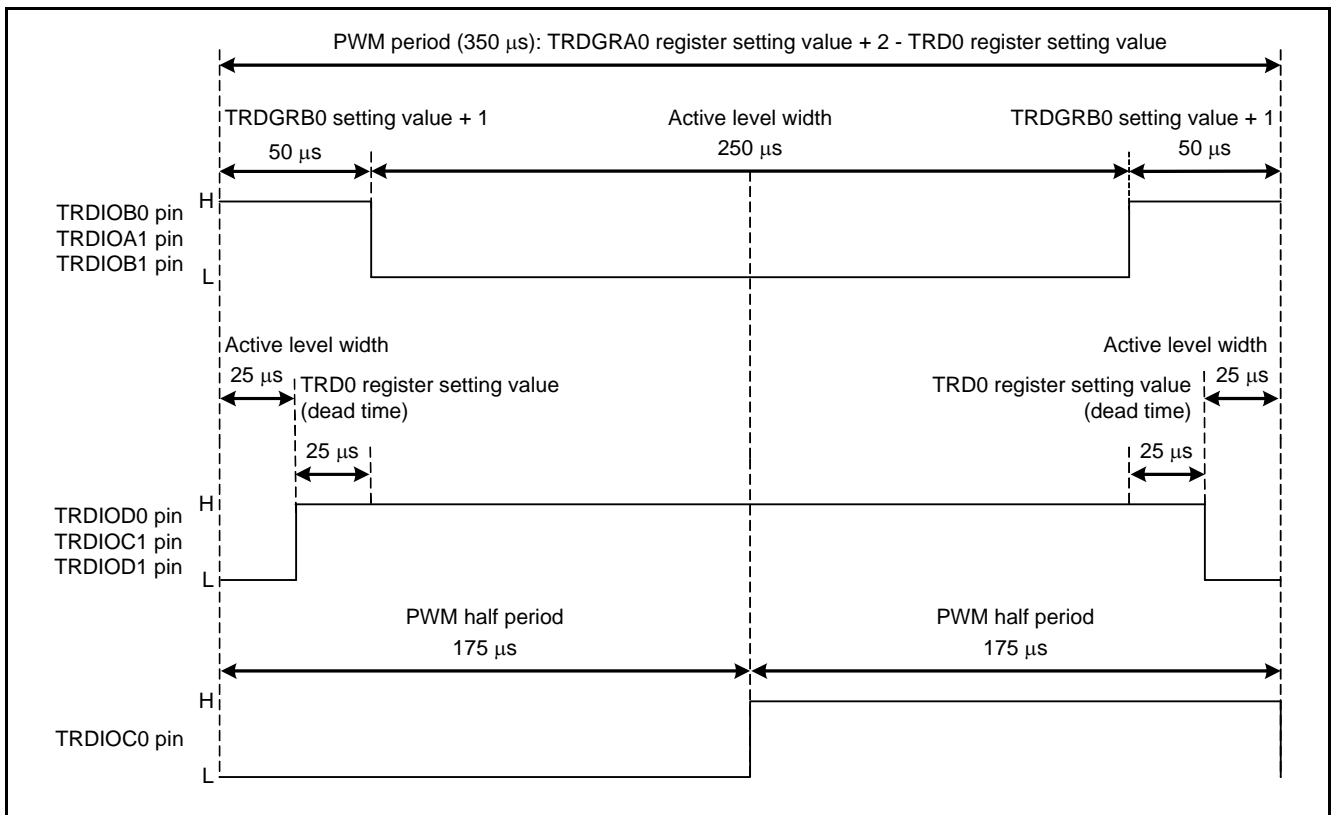 PWM period (350 μs): TRDGRA0 register setting value + 2 - TRD0 register setting value
TRDGRB0 setting value + 1
Active level width
TRDGRB0 setting value + 1
50 μs
250 μs
50 μs
H
TRDIOB0 pin
TRDIOA1 pin
TRDIOB1 pin
L
Active level width
Active level width
25 μs
TRD0 register setting value
(dead time)
TRD0 register setting value
(dead time)
25 μs
25 μs
25 μs
H
TRDIOD0 pin
TRDIOC1 pin
TRDIOD1 pin
L
PWM half period
PWM half period
175 μs
175 μs
H
TRDIOC0 pin
L